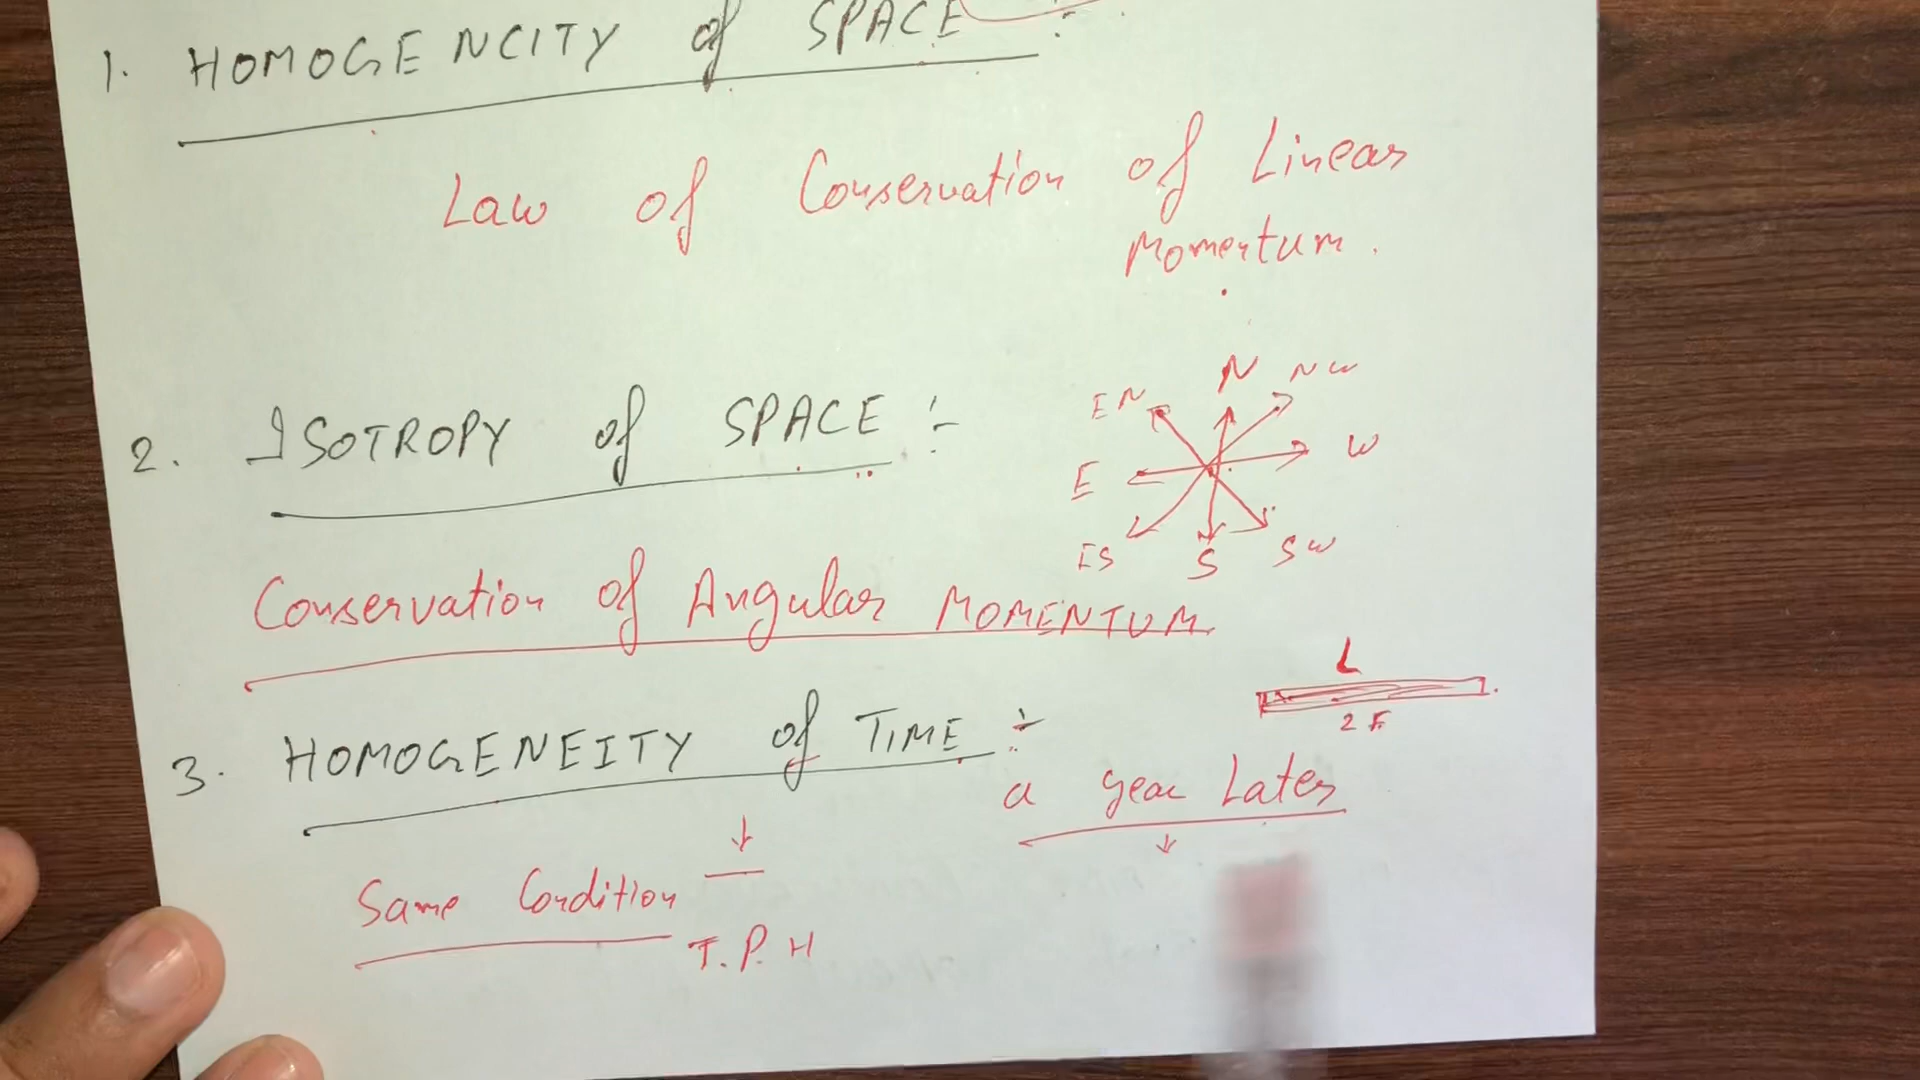 1. HOMOGENCITY of SPACE :
Law of Conservation of Linear
Momentum.
N NW
EN
2. ISOTROPY of SPACE :-
E W
ES S SW
Conservation of Angular MOMENTUM
L
2 F
3. HOMOGENEITY of TIME :-
a year Later
Same Condition
T.P.H